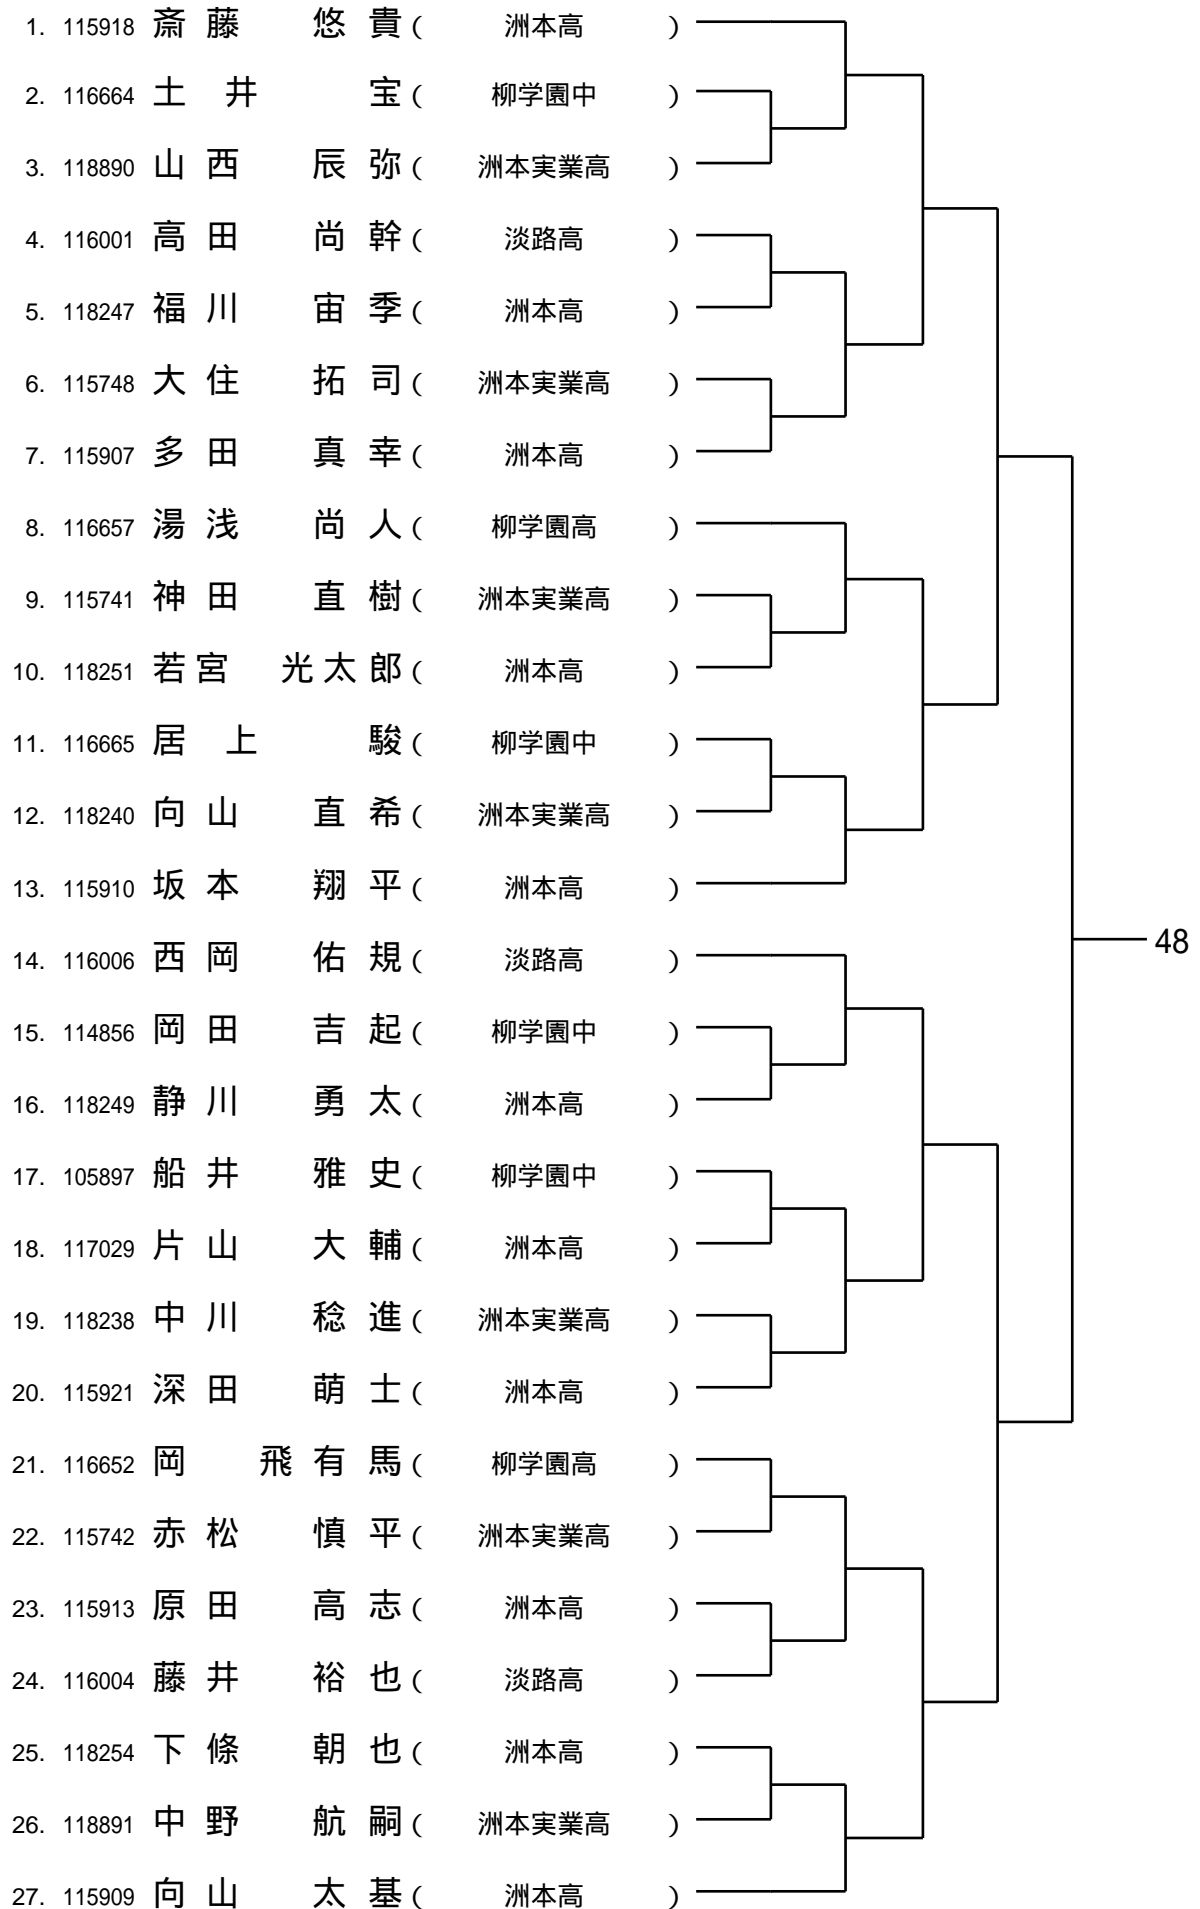 1. 115918 斎藤 悠貴 ( 洲本高 )
2. 116664 土井 宝 ( 柳学園中 )
3. 118890 山西 辰弥 ( 洲本実業高 )
4. 116001 高田 尚幹 ( 淡路高 )
5. 118247 福川 宙季 ( 洲本高 )
6. 115748 大住 拓司 ( 洲本実業高 )
7. 115907 多田 真幸 ( 洲本高 )
8. 116657 湯浅 尚人 ( 柳学園高 )
9. 115741 神田 直樹 ( 洲本実業高 )
10. 118251 若宮 光太郎 ( 洲本高 )
11. 116665 居上 駿 ( 柳学園中 )
12. 118240 向山 直希 ( 洲本実業高 )
13. 115910 坂本 翔平 ( 洲本高 )
48
14. 116006 西岡 佑規 ( 淡路高 )
15. 114856 岡田 吉起 ( 柳学園中 )
16. 118249 静川 勇太 ( 洲本高 )
17. 105897 船井 雅史 ( 柳学園中 )
18. 117029 片山 大輔 ( 洲本高 )
19. 118238 中川 稔進 ( 洲本実業高 )
20. 115921 深田 萌士 ( 洲本高 )
21. 116652 岡 飛有馬 ( 柳学園高 )
22. 115742 赤松 慎平 ( 洲本実業高 )
23. 115913 原田 高志 ( 洲本高 )
24. 116004 藤井 裕也 ( 淡路高 )
25. 118254 下條 朝也 ( 洲本高 )
26. 118891 中野 航嗣 ( 洲本実業高 )
27. 115909 向山 太基 ( 洲本高 )